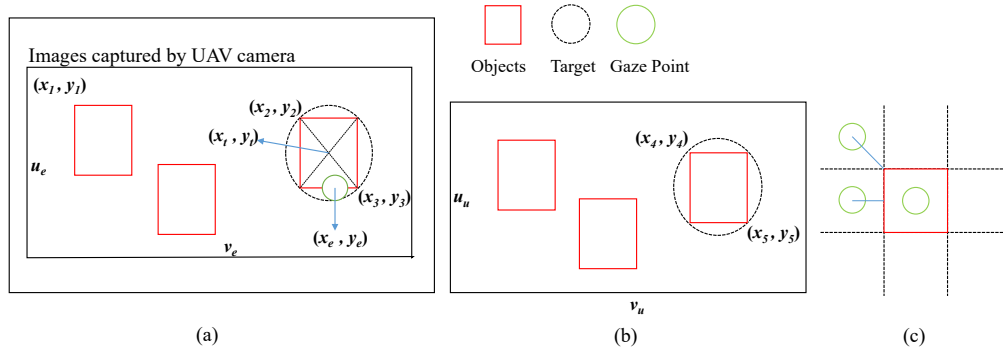 Images captured by UAV camera
(x1, y1)
(x2, y2)
(xt, yt)
ue
(x3, y3)
(xe, ye)
ve
(a)
Objects
Target
Gaze Point
(x4, y4)
uu
(x5, y5)
vu
(b)
(c)